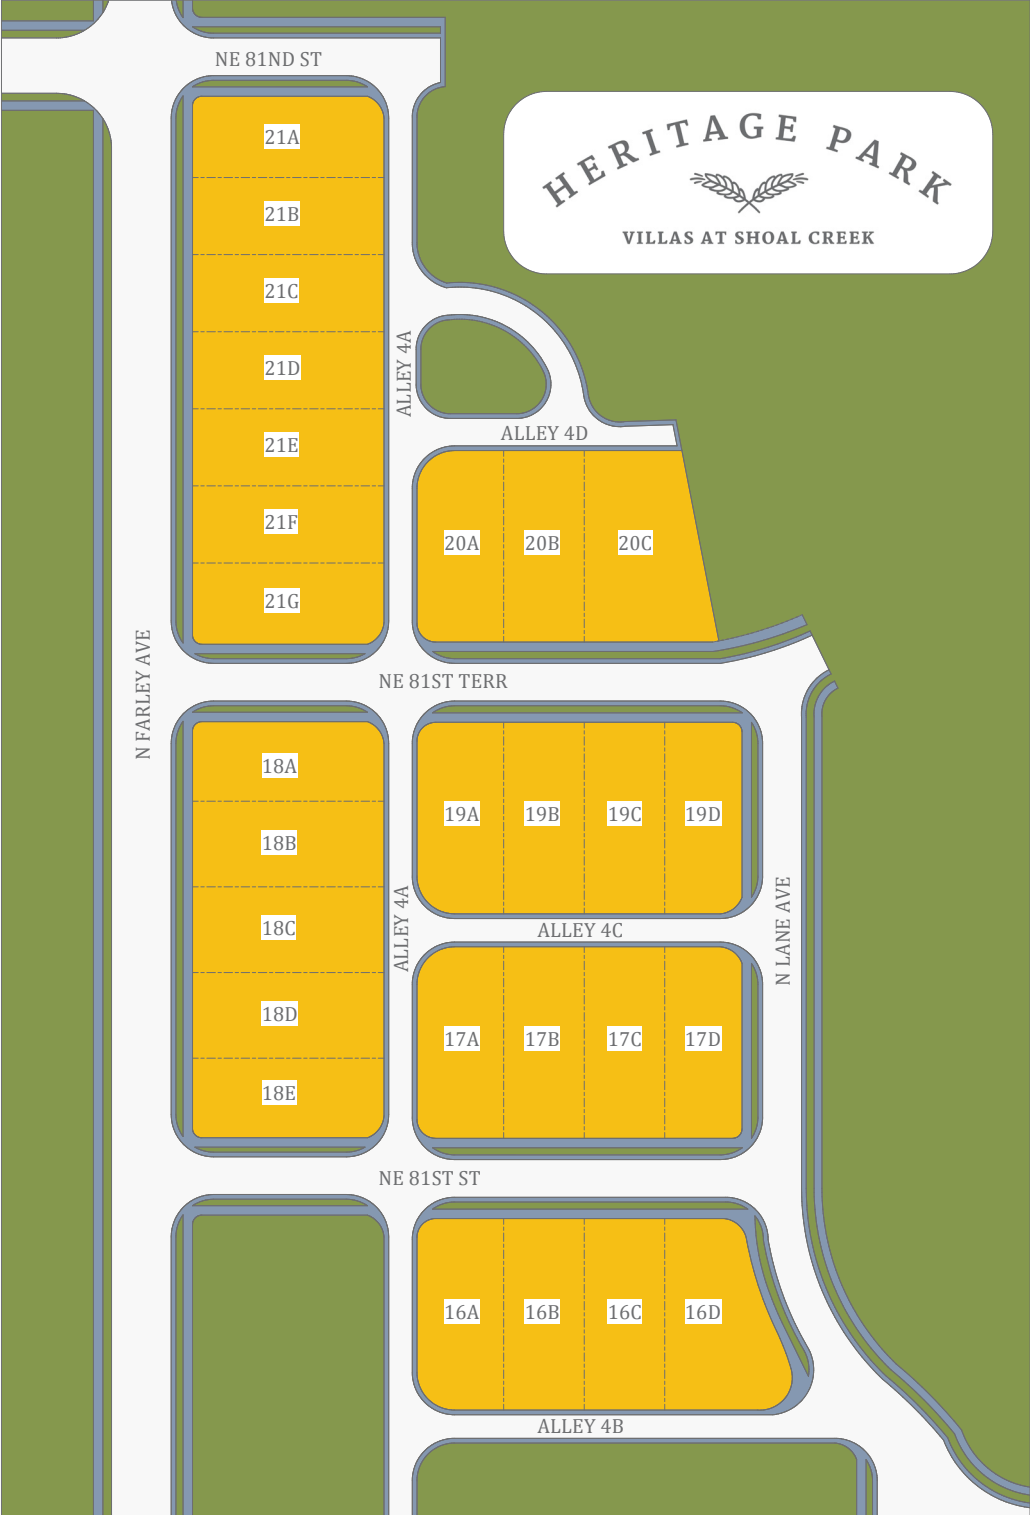 NE 81ND ST
HERITAGE PARK
VILLAS AT SHOAL CREEK
21A
21B
21C
21D
21E
21F
21G
ALLEY 4A
ALLEY 4D
20A 20B 20C
N FARLEY AVE
NE 81ST TERR
18A
18B
18C
18D
18E
19A 19B 19C 19D
ALLEY 4A
ALLEY 4C
N LANE AVE
17A 17B 17C 17D
NE 81ST ST
16A 16B 16C 16D
ALLEY 4B